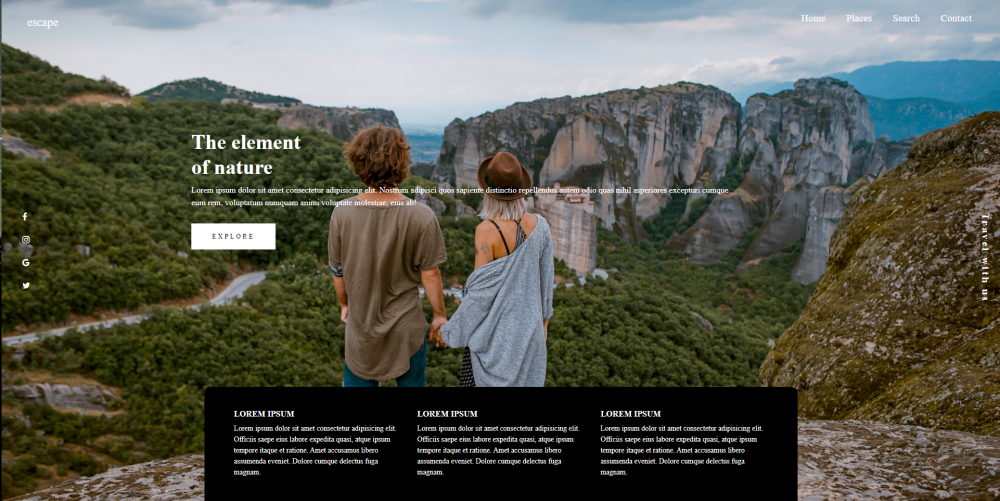 escape
Home Places Search Contact
The element
of nature
Lorem ipsum dolor sit amet consectetur adipisicing elit. Nostrum adipisci quos sapiente distinctio repellendus autem odio quas nihil asperiores excepturi cumque
eum rem, voluptatum numquam animi voluptate molestiae, eius ab!
EXPLORE
Travel with us
LOREM IPSUM
Lorem ipsum dolor sit amet consectetur adipisicing elit.
Officiis saepe eius labore expedita quasi, atque ipsum
tempore itaque et ratione. Amet accusamus libero
assumenda eveniet. Dolore cumque delectus fuga
magnam.
LOREM IPSUM
Lorem ipsum dolor sit amet consectetur adipisicing elit.
Officiis saepe eius labore expedita quasi, atque ipsum
tempore itaque et ratione. Amet accusamus libero
assumenda eveniet. Dolore cumque delectus fuga
magnam.
LOREM IPSUM
Lorem ipsum dolor sit amet consectetur adipisicing elit.
Officiis saepe eius labore expedita quasi, atque ipsum
tempore itaque et ratione. Amet accusamus libero
assumenda eveniet. Dolore cumque delectus fuga
magnam.